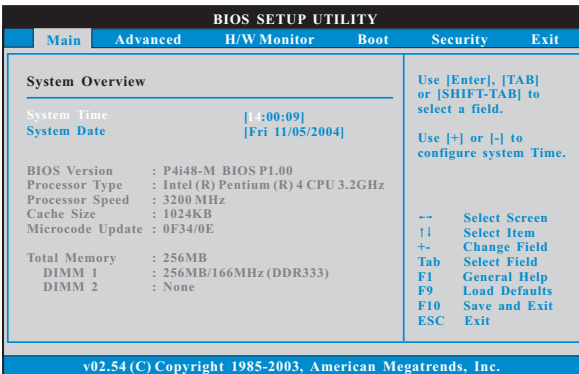 BIOS SETUP UTILITY
Main Advanced H/W Monitor Boot Security Exit
System Overview
System Time [14:00:09]
System Date [Fri 11/05/2004]
BIOS Version : P4i48-M BIOS P1.00
Processor Type : Intel (R) Pentium (R) 4 CPU 3.2GHz
Processor Speed : 3200 MHz
Cache Size : 1024KB
Microcode Update : 0F34/0E
Total Memory : 256MB
DIMM 1 : 256MB/166MHz (DDR333)
DIMM 2 : None
Use [Enter], [TAB]
or [SHIFT-TAB] to
select a field.
Use [+] or [-] to
configure system Time.
←→ Select Screen
↑↓ Select Item
+- Change Field
Tab Select Field
F1 General Help
F9 Load Defaults
F10 Save and Exit
ESC Exit
v02.54 (C) Copyright 1985-2003, American Megatrends, Inc.